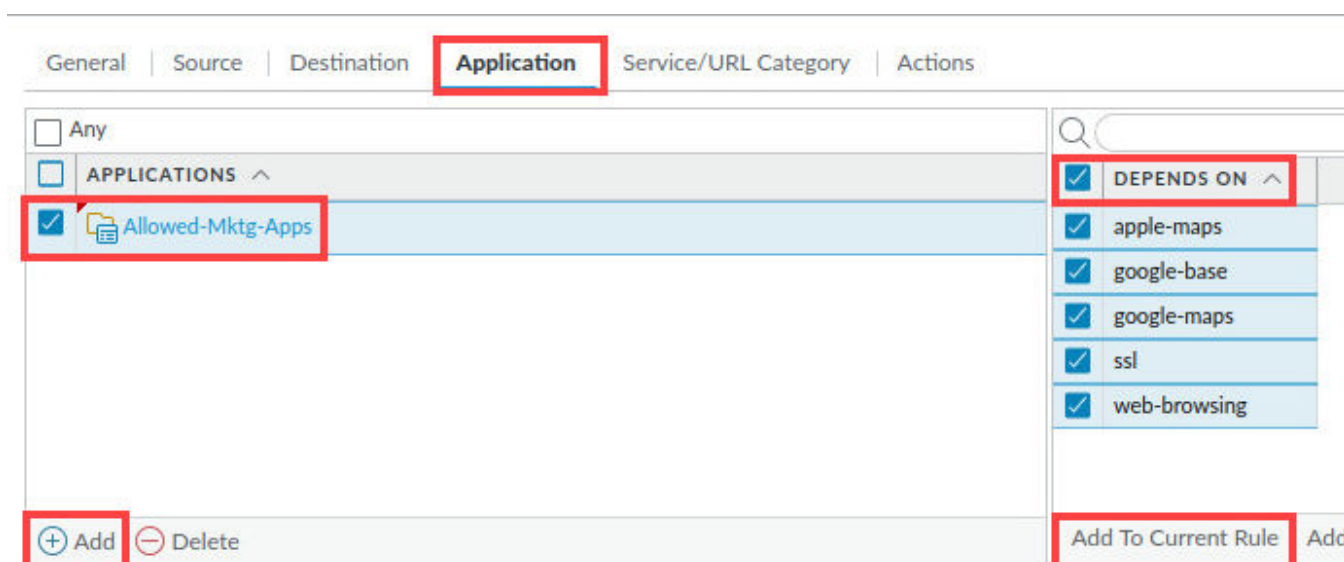 General | Source | Destination Application Service/URL Category | Actions
Any
APPLICATIONS
Allowed-Mktg-Apps
Add Delete
DEPENDS ON
apple-maps
google-base
google-maps
ssl
web-browsing
Add To Current Rule